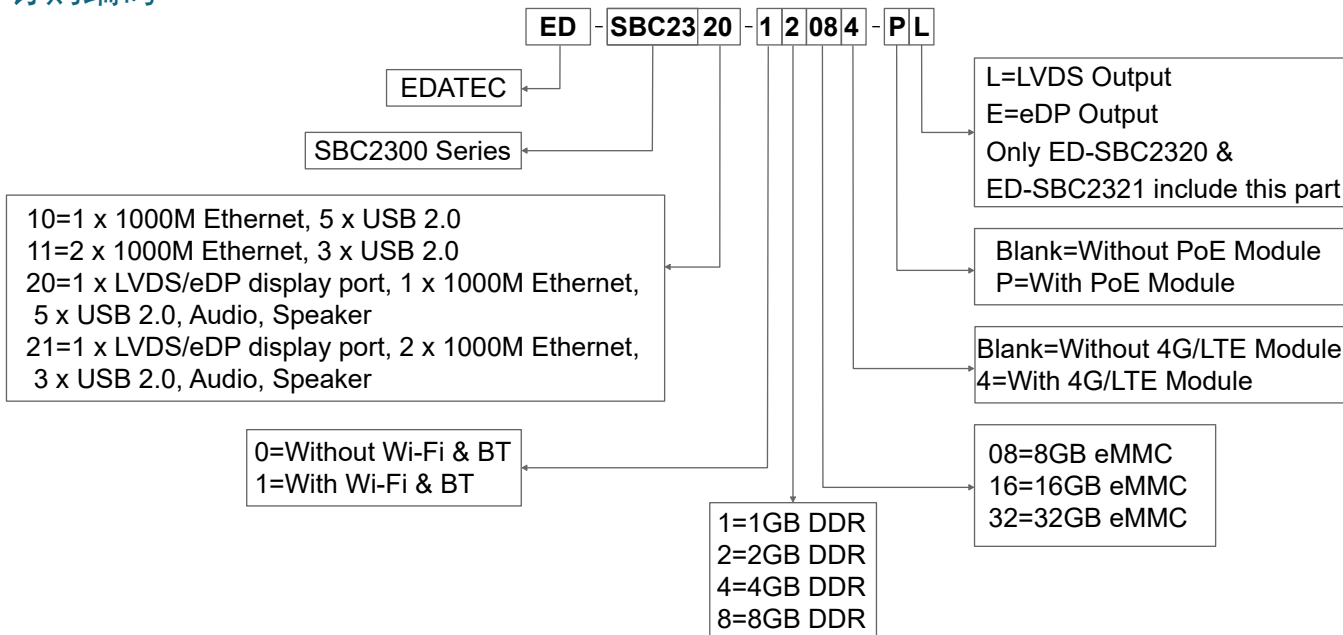 ED - SBC23 20 - 1 2 08 4 - P L
EDATEC
SBC2300 Series
10=1 x 1000M Ethernet, 5 x USB 2.0
11=2 x 1000M Ethernet, 3 x USB 2.0
20=1 x LVDS/eDP display port, 1 x 1000M Ethernet,
5 x USB 2.0, Audio, Speaker
21=1 x LVDS/eDP display port, 2 x 1000M Ethernet,
3 x USB 2.0, Audio, Speaker
0=Without Wi-Fi & BT
1=With Wi-Fi & BT
1=1GB DDR
2=2GB DDR
4=4GB DDR
8=8GB DDR
L=LVDS Output
E=eDP Output
Only ED-SBC2320 &
ED-SBC2321 include this part
Blank=Without PoE Module
P=With PoE Module
Blank=Without 4G/LTE Module
4=With 4G/LTE Module
08=8GB eMMC
16=16GB eMMC
32=32GB eMMC